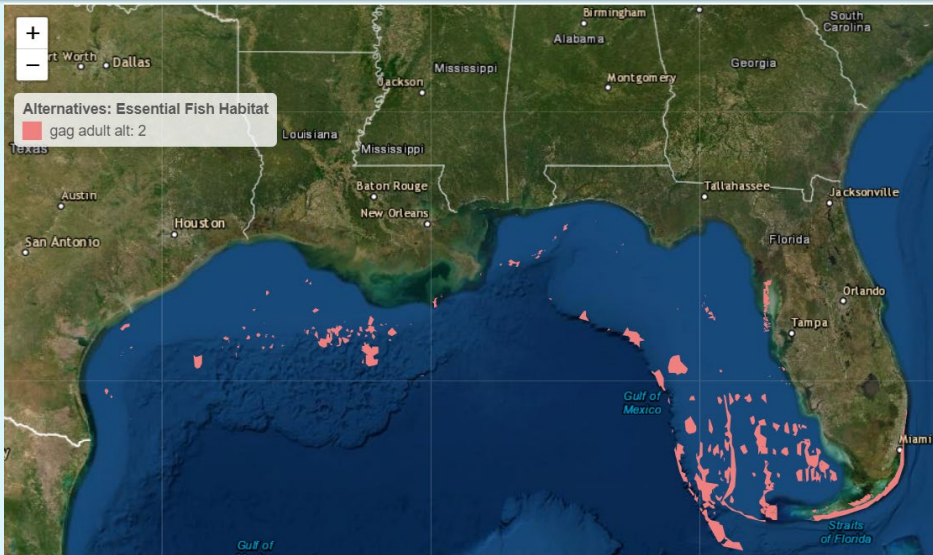 +
−
Alternatives: Essential Fish Habitat
gag adult alt: 2
Birmingham
Alabama
South
Carolina
rt Worth
Dallas
Mississippi
Jackson
Georgia
Montgomery
Texas
Louisiana
Mississippi
Austin
Baton Rouge
Tallahassee
Jacksonville
Houston
New Orleans
San Antonio
Florida
Orlando
Tampa
Gulf of
Mexico
Miami
Straits
of Florida
Gulf of